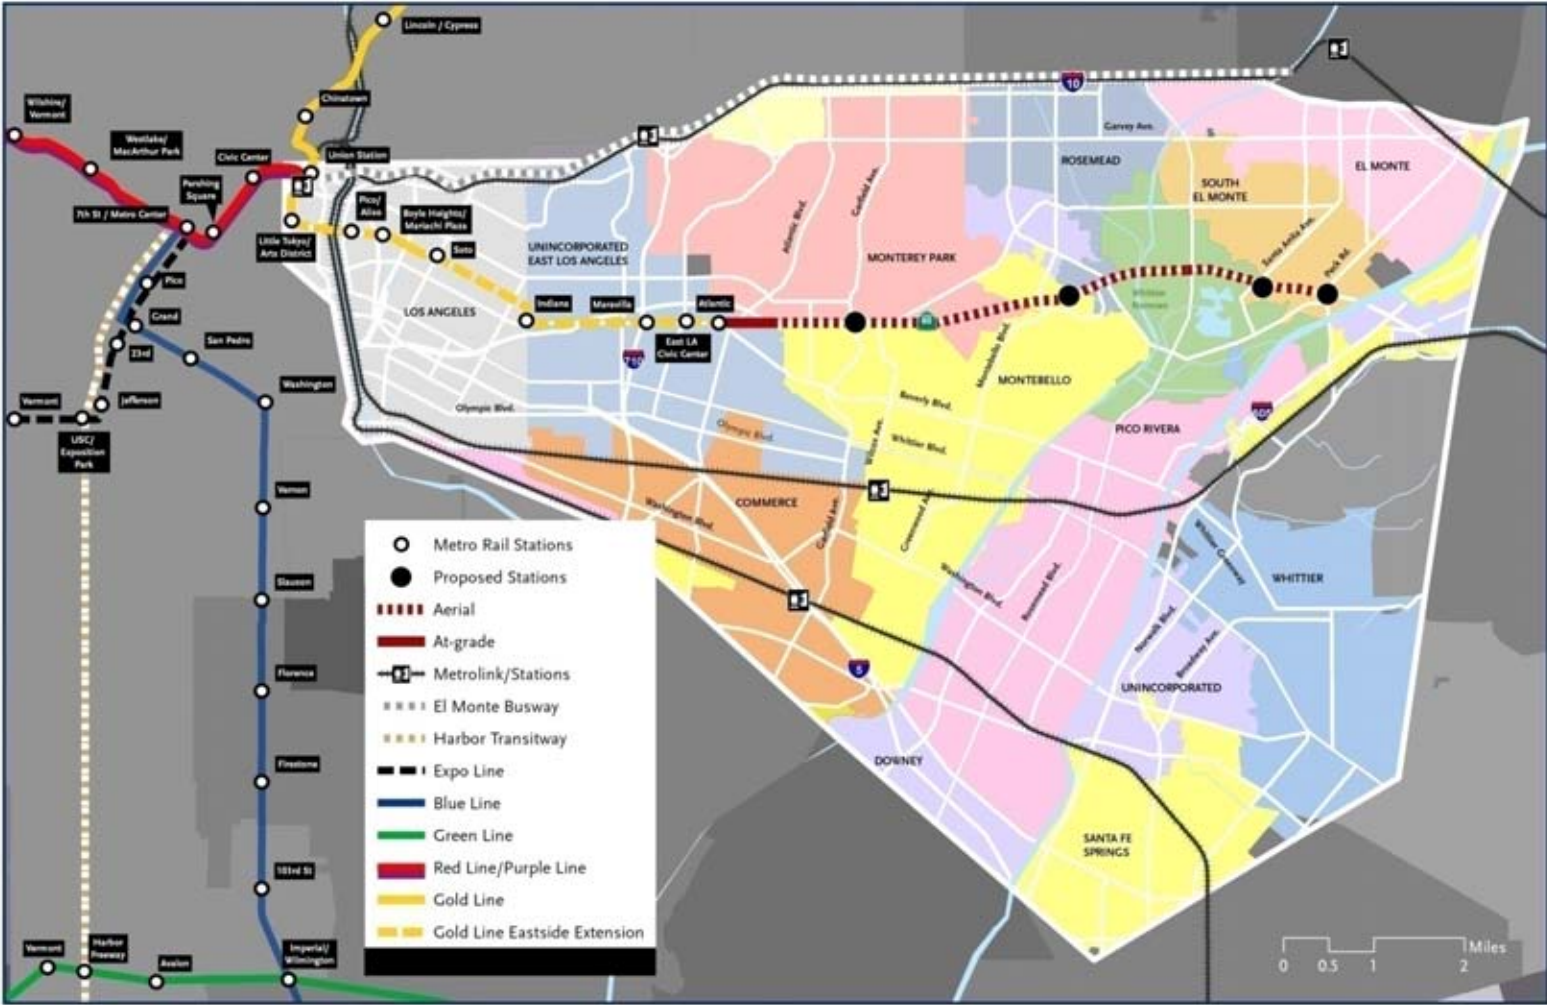 Lincoln / Cypress
Wilshire/
Vermont
Chinatown
Westlake/
MacArthur Park
Civic Center
Union Station
10
Garvey Ave.
ROSEMEAD
EL MONTE
Pershing
Square
SOUTH
EL MONTE
7th St / Metro Center
Pico/
Aliso
Boyle Heights/
Mariachi Plaza
Garfield Ave.
Atlantic Blvd.
Little Tokyo/
Arts District
Soto
UNINCORPORATED
EAST LOS ANGELES
MONTEREY PARK
Santa Anita Ave.
Peck Rd.
Pico
LOS ANGELES
Indiana
Maravilla
Atlantic
Whittier
Narrows
Grand
23rd
San Pedro
East LA
Civic Center
710
Montebello Blvd.
MONTEBELLO
Washington
Vermont
Jefferson
Olympic Blvd.
Beverly Blvd.
605
USC/
Exposition
Park
Olympic Blvd.
Wilcox Ave.
Whittier Blvd.
PICO RIVERA
Vernon
COMMERCE
Washington Blvd.
Garfield Ave.
Greenwood Ave.
Whittier Greenway
WHITTIER
Metro Rail Stations
Proposed Stations
Aerial
At-grade
Metrolink/Stations
El Monte Busway
Harbor Transitway
Expo Line
Blue Line
Green Line
Red Line/Purple Line
Gold Line
Gold Line Eastside Extension
Washington Blvd.
Rosemead Blvd.
Norwalk Blvd.
Broadway Ave.
Slauson
Florence
5
UNINCORPORATED
Firestone
DOWNEY
SANTA FE
SPRINGS
103rd St
Vermont
Harbor
Freeway
Avalon
Imperial/
Wilmington
Miles
0 0.5 1 2